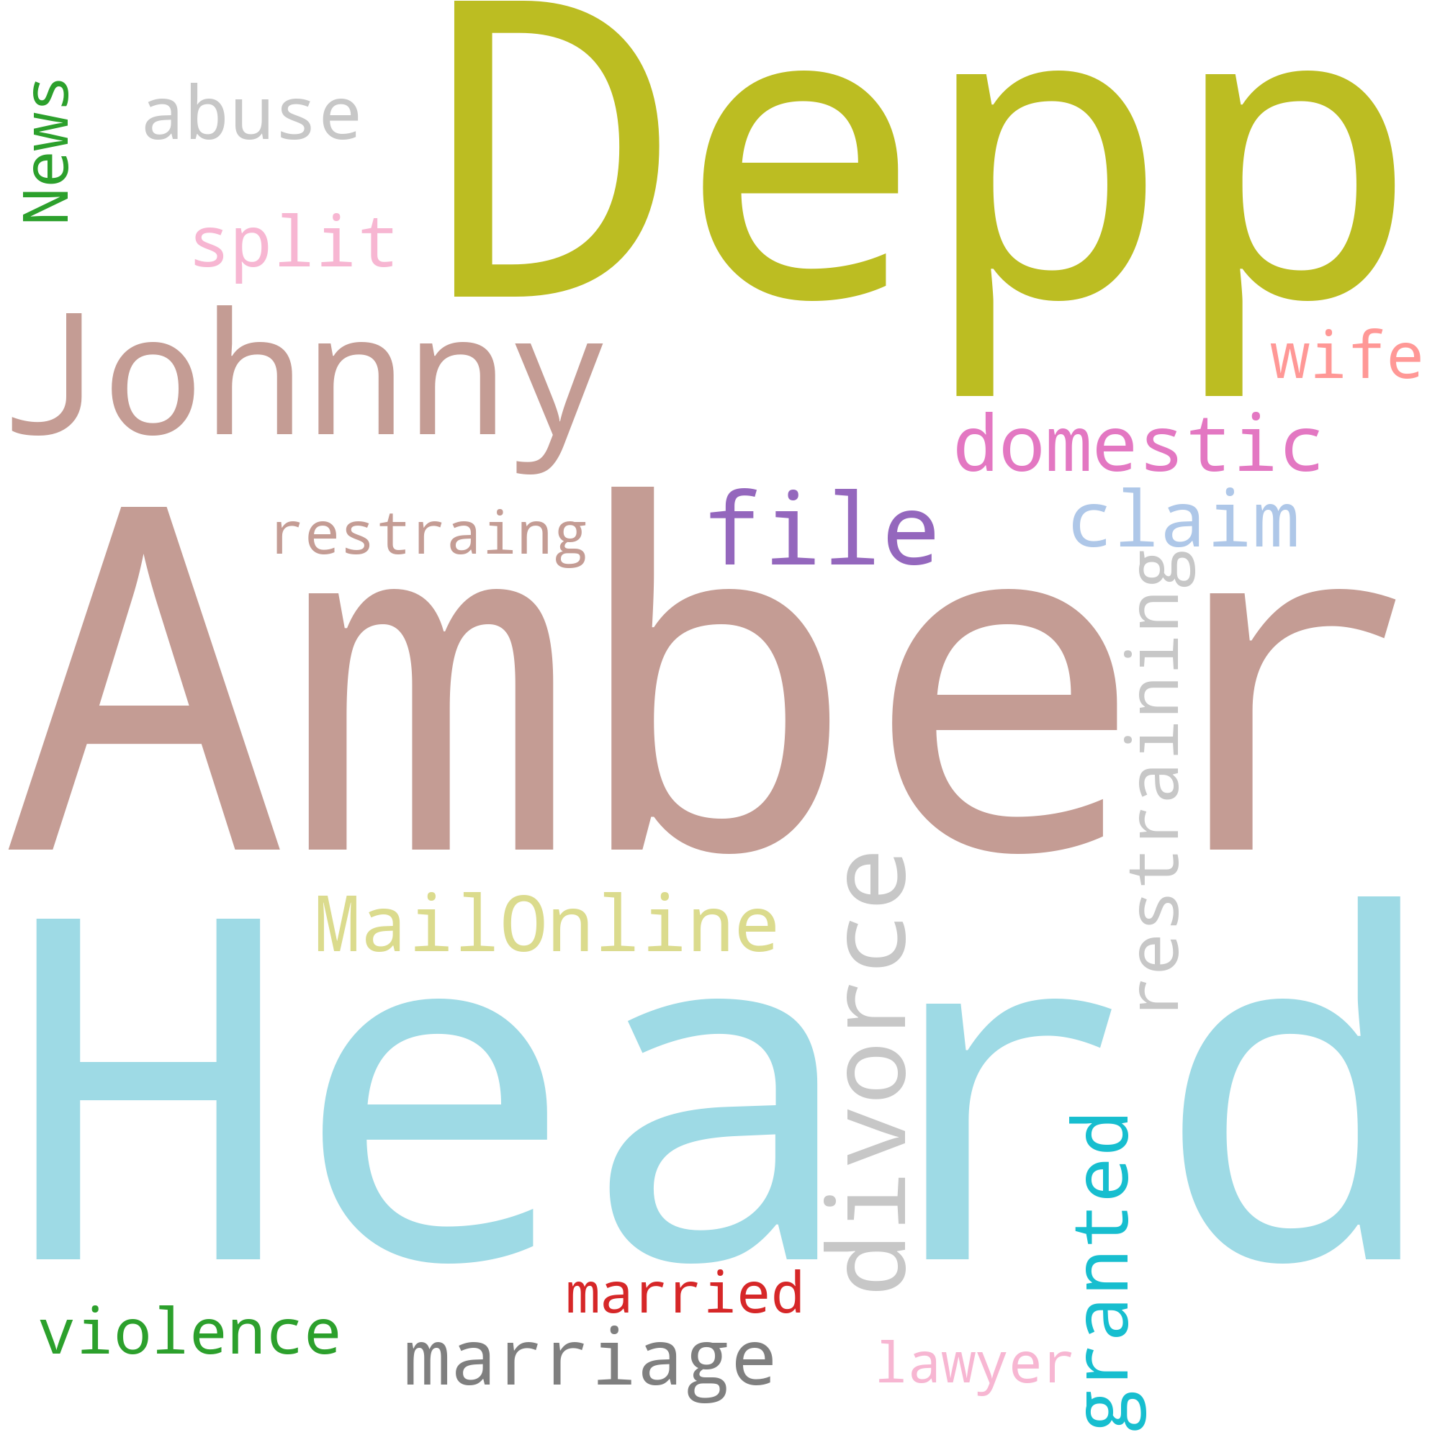 Depp
News
abuse
split
Johnny
wife
domestic
file
claim
restraing
Amber
restraining
MailOnline
divorce
Heard
granted
married
violence
marriage
lawyer